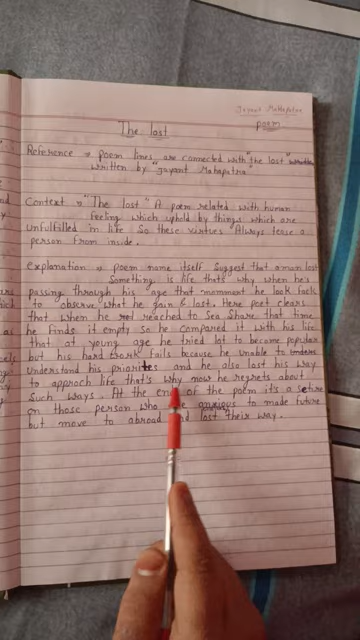 Jayant Mahapatra
poem
The lost
Reference → poem lines are connected with "the lost"
written by "Jayant Mahapatra
Context → "The lost" A poem related with human
feeling which uphold by things which are
unfulfilled in life So these virtues Always tease a
person from inside.
Explanation → poem name itself Suggest that a man lost
Something is life that's why when he's
passing through his age that moment he look back
to observe what he gain & lost. Here poet clears
that when he reached to Sea Share that time
he finds it empty so he compared it with his life
that at young age he tried lot to became popular
but his hard work fails because he unable to
understand his priorites and he also lost his way
to approch life that's why now he regrets about
Such ways. At the end of the poem it's a
on those person who are anxious to made future
but move to abroad and lost their way.